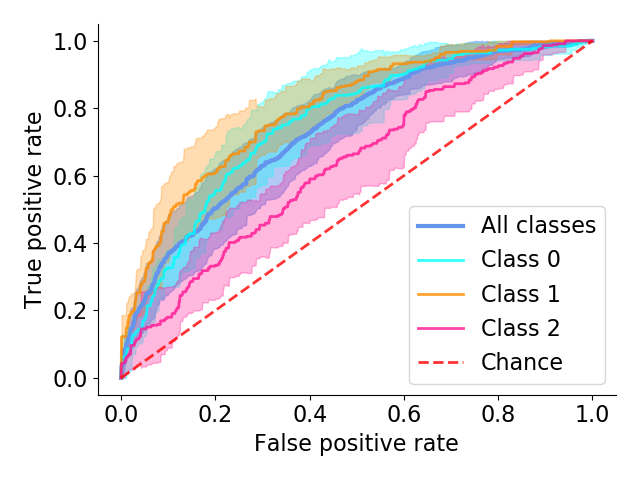 True positive rate
1.0
0.8
0.6
0.4
0.2
0.0
0.0 0.2 0.4 0.6 0.8 1.0
False positive rate
All classes
Class 0
Class 1
Class 2
Chance